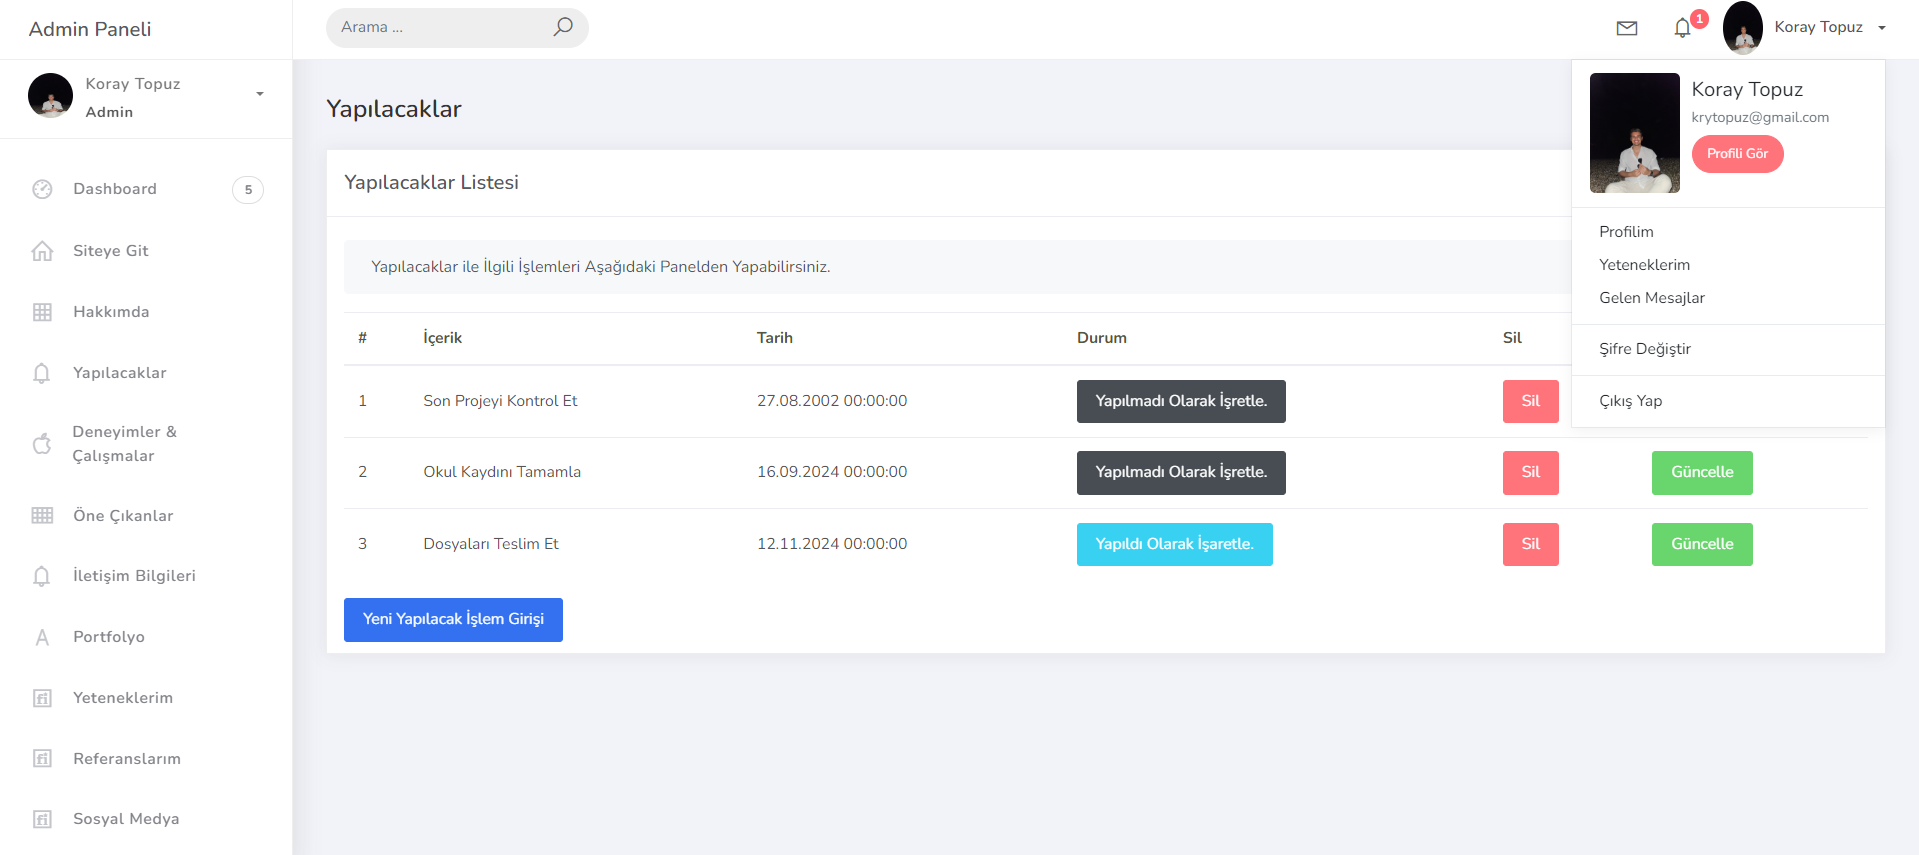 Admin Paneli
Arama ...
1
Koray Topuz
Koray Topuz
Admin
Dashboard
5
Siteye Git
Hakkımda
Yapılacaklar
Deneyimler &
Çalışmalar
Öne Çıkanlar
İletişim Bilgileri
Portfolyo
Yeteneklerim
Referanslarım
Sosyal Medya
Yapılacaklar
Yapılacaklar Listesi
Yapılacaklar ile İlgili İşlemleri Aşağıdaki Panelden Yapabilirsiniz.
# İçerik Tarih Durum Sil
1 Son Projeyi Kontrol Et 27.08.2002 00:00:00 Yapılmadı Olarak İşretle. Sil
2 Okul Kaydını Tamamla 16.09.2024 00:00:00 Yapılmadı Olarak İşretle. Sil Güncelle
3 Dosyaları Teslim Et 12.11.2024 00:00:00 Yapıldı Olarak İşaretle. Sil Güncelle
Yeni Yapılacak İşlem Girişi
Koray Topuz
krytopuz@gmail.com
Profili Gör
Profilim
Yeteneklerim
Gelen Mesajlar
Şifre Değiştir
Çıkış Yap